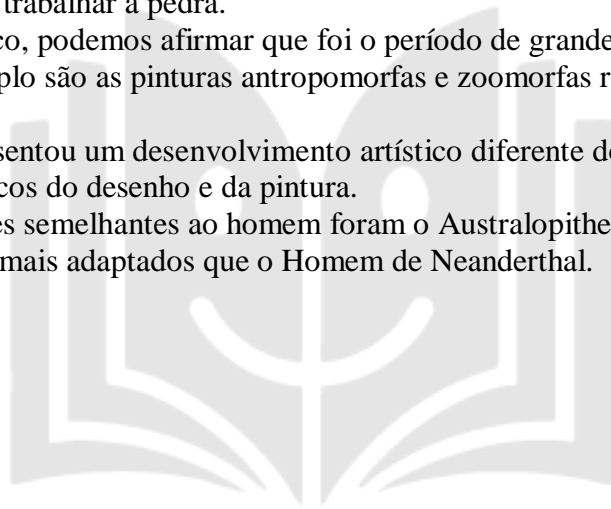 trabalhar a pedra.
co, podemos afirmar que foi o período de grande
plo são as pinturas antropomorfas e zoomorfas r
sentou um desenvolvimento artístico diferente do
cos do desenho e da pintura.
es semelhantes ao homem foram o Australopithe
mais adaptados que o Homem de Neanderthal.